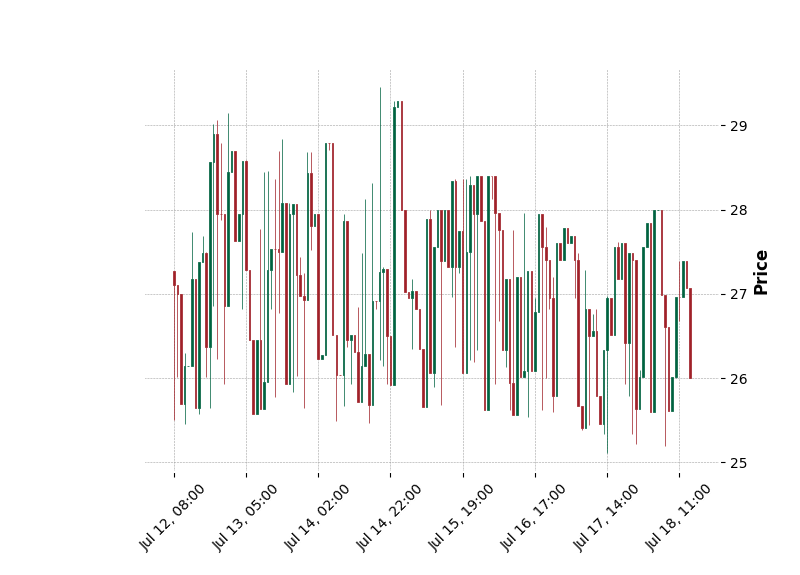 29
28
27
26
25
Price
Jul 12, 08:00
Jul 13, 05:00
Jul 14, 02:00
Jul 14, 22:00
Jul 15, 19:00
Jul 16, 17:00
Jul 17, 14:00
Jul 18, 11:00